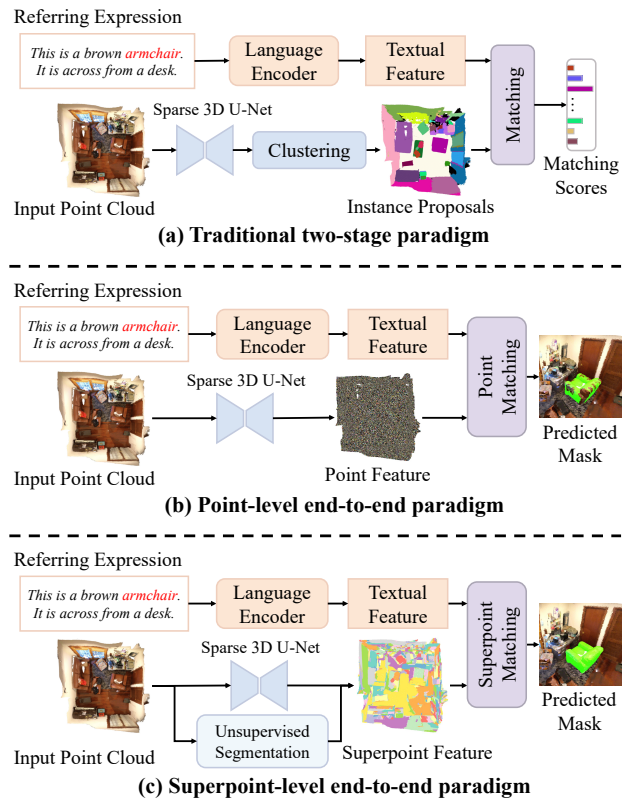 Referring Expression
This is a brown armchair.
It is across from a desk.
Language
Encoder
Textual
Feature
Matching
Sparse 3D U-Net
Clustering
Input Point Cloud
Instance Proposals
Matching
Scores
(a) Traditional two-stage paradigm
Referring Expression
This is a brown armchair.
It is across from a desk.
Language
Encoder
Textual
Feature
Point
Matching
Sparse 3D U-Net
Input Point Cloud
Point Feature
Predicted
Mask
(b) Point-level end-to-end paradigm
Referring Expression
This is a brown armchair.
It is across from a desk.
Language
Encoder
Textual
Feature
Superpoint
Matching
Sparse 3D U-Net
Unsupervised
Segmentation
Input Point Cloud
Superpoint Feature
Predicted
Mask
(c) Superpoint-level end-to-end paradigm